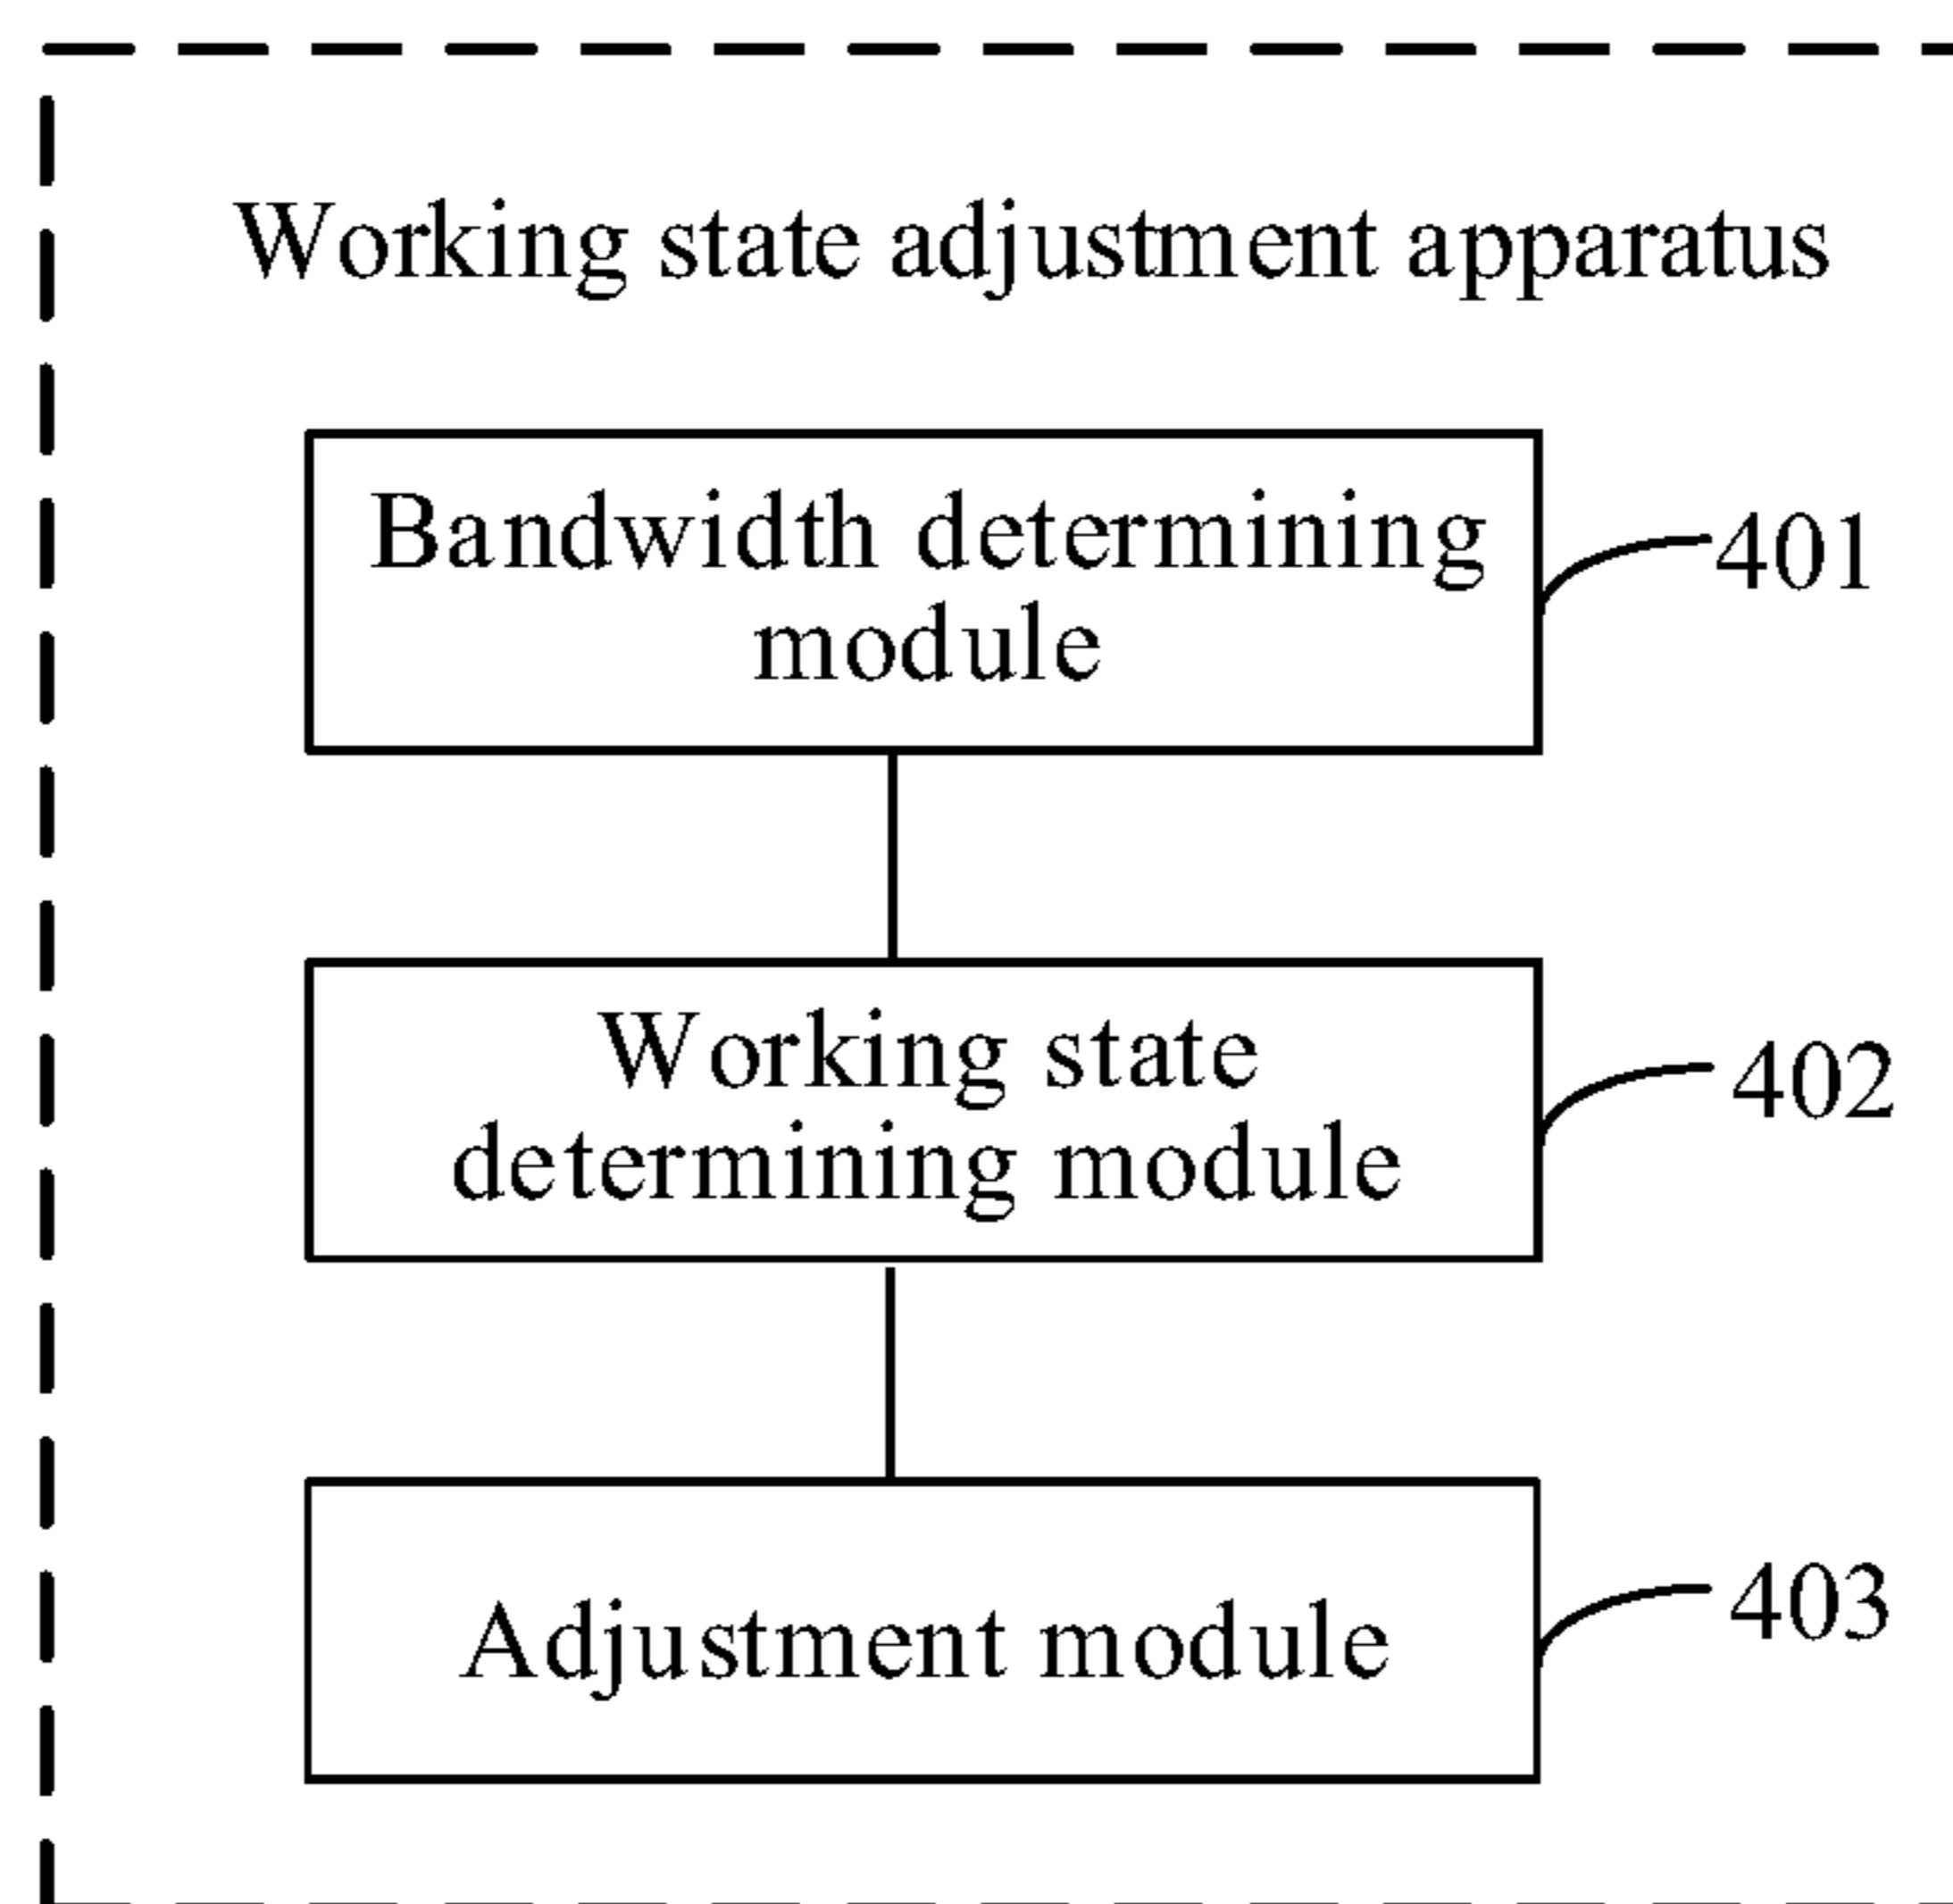 Working state adjustment apparatus
Bandwidth determining
module
401
Working state
determining module
402
Adjustment module
403